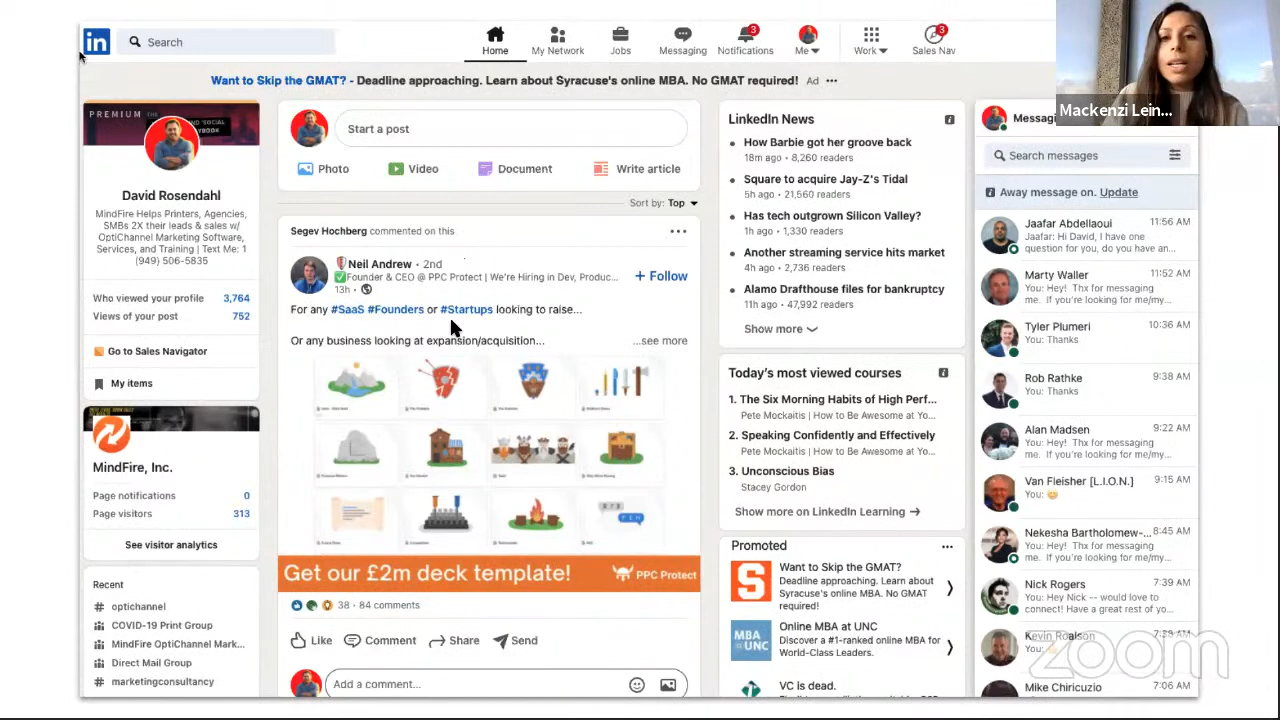 in
Search
Home
My Network
Jobs
Messaging
3
Notifications
Me
Work
3
Sales Nav
Mackenzi Lein...
Want to Skip the GMAT? - Deadline approaching. Learn about Syracuse's online MBA. No GMAT required! Ad •••
PREMIUM
David Rosendahl
MindFire Helps Printers, Agencies,
SMBs 2X their leads & sales w/
OptiChannel Marketing Software,
Services, and Training | Text Me: 1
(949) 506-5835
Who viewed your profile 3,764
Views of your post 752
Go to Sales Navigator
My items
MindFire, Inc.
Page notifications 0
Page visitors 313
See visitor analytics
Recent
# optichannel
COVID-19 Print Group
MindFire OptiChannel Mark...
Direct Mail Group
# marketingconsultancy
Start a post
Photo
Video
Document
Write article
Sort by: Top
Segev Hochberg commented on this
Neil Andrew • 2nd
Founder & CEO @ PPC Protect | We're Hiring in Dev, Produc...
13h •
+ Follow
For any #SaaS #Founders or #Startups looking to raise...
Or any business looking at expansion/acquisition...
...see more
Get our £2m deck template!
PPC Protect
38 • 84 comments
Like
Comment
Share
Send
Add a comment...
LinkedIn News
How Barbie got her groove back
18m ago • 8,260 readers
Square to acquire Jay-Z's Tidal
5h ago • 21,560 readers
Has tech outgrown Silicon Valley?
1h ago • 1,330 readers
Another streaming service hits market
4h ago • 2,736 readers
Alamo Drafthouse files for bankruptcy
11h ago • 47,992 readers
Show more
Today's most viewed courses
1. The Six Morning Habits of High Perf...
Pete Mockaitis | How to Be Awesome at Yo...
2. Speaking Confidently and Effectively
Pete Mockaitis | How to Be Awesome at Yo...
3. Unconscious Bias
Stacey Gordon
Show more on LinkedIn Learning →
Promoted
Want to Skip the GMAT?
Deadline approaching. Learn about
Syracuse's online MBA. No GMAT
required!
MBA
UNC
Online MBA at UNC
Discover a #1-ranked online MBA for
World-Class Leaders.
VC is dead.
Messagi
Search messages
Away message on. Update
Jaafar Abdellaoui 11:56 AM
Jaafar: Hi David, I have one
question for you, do you have an...
Marty Waller 11:52 AM
You: Hey! Thx for messaging
me. If you're looking for me/my...
Tyler Plumeri 10:36 AM
You: Thanks
Rob Rathke 9:38 AM
You: Thanks
Alan Madsen 9:22 AM
You: Hey! Thx for messaging
me. If you're looking for me/my...
Van Fleisher [L.I.O.N.] 9:15 AM
You:
Nekesha Bartholomew-... 8:45 AM
You: Hey! Thx for messaging
me. If you're looking for me/my...
Nick Rogers 7:39 AM
You: Hey Nick -- would love to
connect! Have a great rest of yo...
Kevin Roalson
You:
Mike Chiricuzio 7:06 AM
zoom